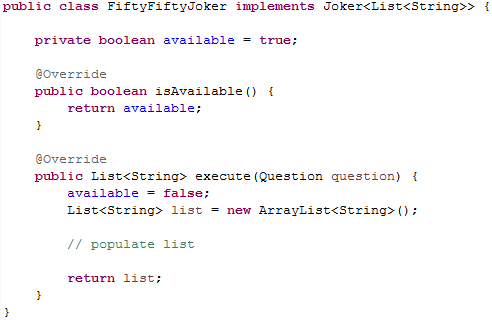 public class FiftyFiftyJoker implements Joker<List<String>> {
private boolean available = true;
@Override
public boolean isAvailable() {
return available;
}
@Override
public List<String> execute(Question question) {
available = false;
List<String> list = new ArrayList<String>();
// populate list
return list;
}
}